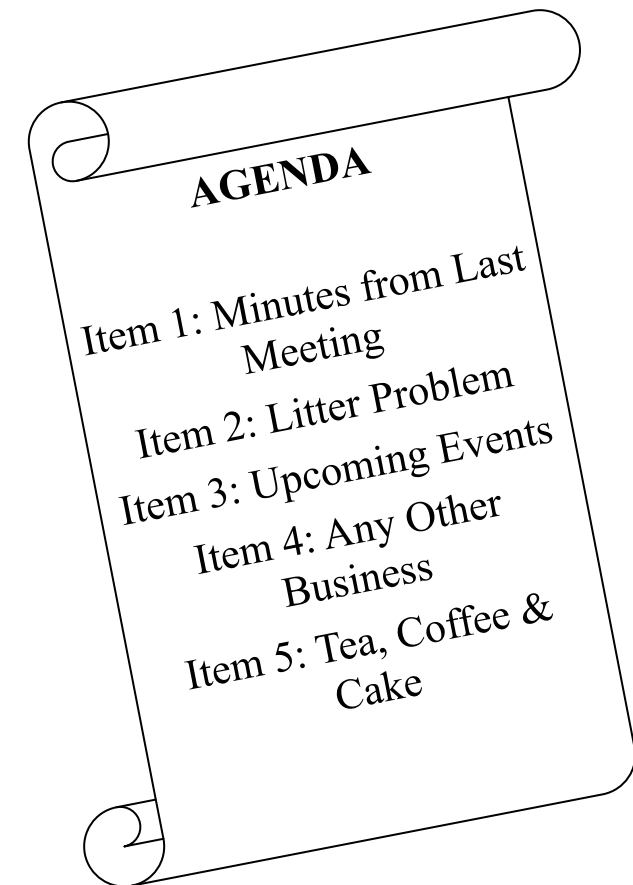 AGENDA
Item 1: Minutes from Last
Meeting
Item 2: Litter Problem
Item 3: Upcoming Events
Item 4: Any Other
Business
Item 5: Tea, Coffee &
Cake